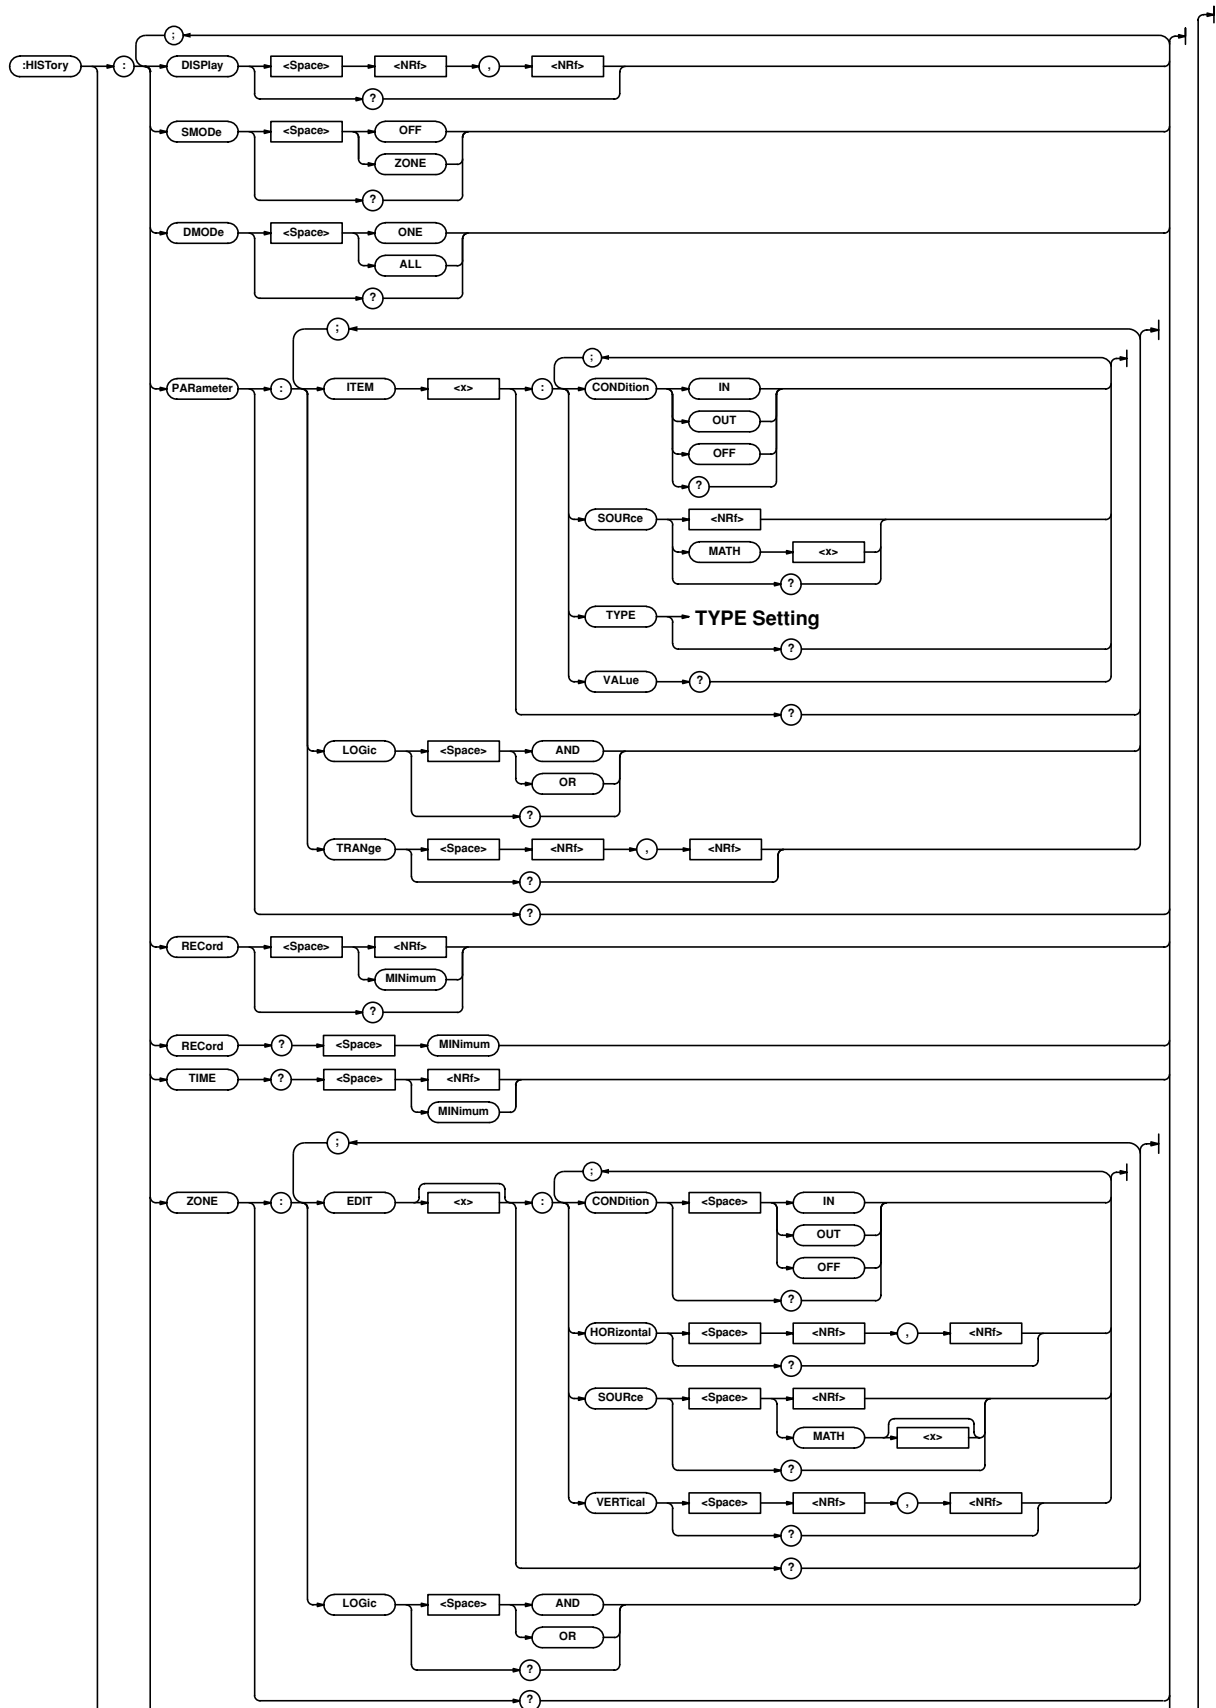 ;
:HISTory : DISPlay <Space> <NRf> , <NRf>
?
SMODe <Space> OFF
ZONE
?
DMODe <Space> ONE
ALL
?
;
;
PARameter : ITEM <x> : CONDition IN
OUT
OFF
?
SOURce <NRf>
MATH <x>
?
TYPE TYPE Setting
?
VALue ?
?
LOGic <Space> AND
OR
?
TRANge <Space> <NRf> , <NRf>
?
?
RECord <Space> <NRf>
MINimum
?
RECord ? <Space> MINimum
TIME ? <Space> <NRf>
MINimum
;
;
ZONE : EDIT <x> : CONDition <Space> IN
OUT
OFF
?
HORizontal <Space> <NRf> , <NRf>
?
SOURce <Space> <NRf>
MATH <x>
?
VERTical <Space> <NRf> , <NRf>
?
?
LOGic <Space> AND
OR
?
?